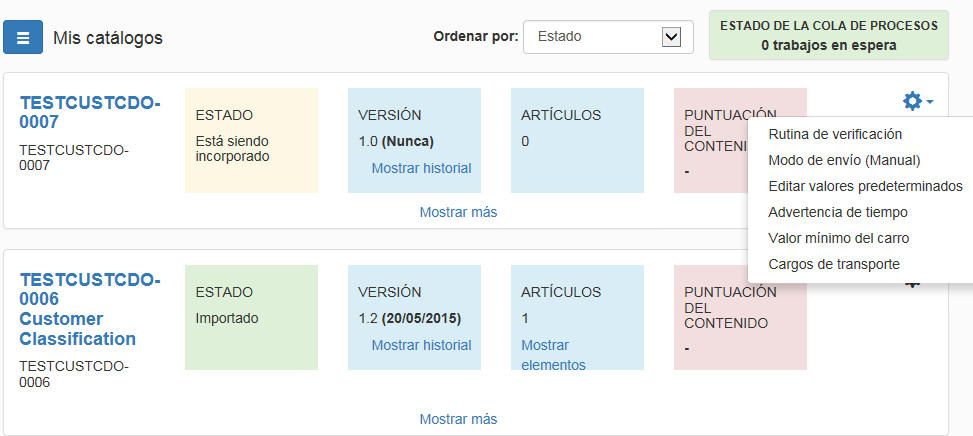 Mis catálogos
Ordenar por:
Estado
ESTADO DE LA COLA DE PROCESOS
0 trabajos en espera
TESTCUSTCDO-
0007
TESTCUSTCDO-
0007
ESTADO
Está siendo
incorporado
VERSIÓN
1.0 (Nunca)
Mostrar historial
ARTÍCULOS
0
PUNTUACIÓN
DEL
CONTENI
-
Mostrar más
Rutina de verificación
Modo de envío (Manual)
Editar valores predeterminados
Advertencia de tiempo
Valor mínimo del carro
Cargos de transporte
TESTCUSTCDO-
0006
Customer
Classification
TESTCUSTCDO-
0006
ESTADO
Importado
VERSIÓN
1.2 (20/05/2015)
Mostrar historial
ARTÍCULOS
1
Mostrar
elementos
PUNTUACIÓN
DEL
CONTENIDO
-
Mostrar más